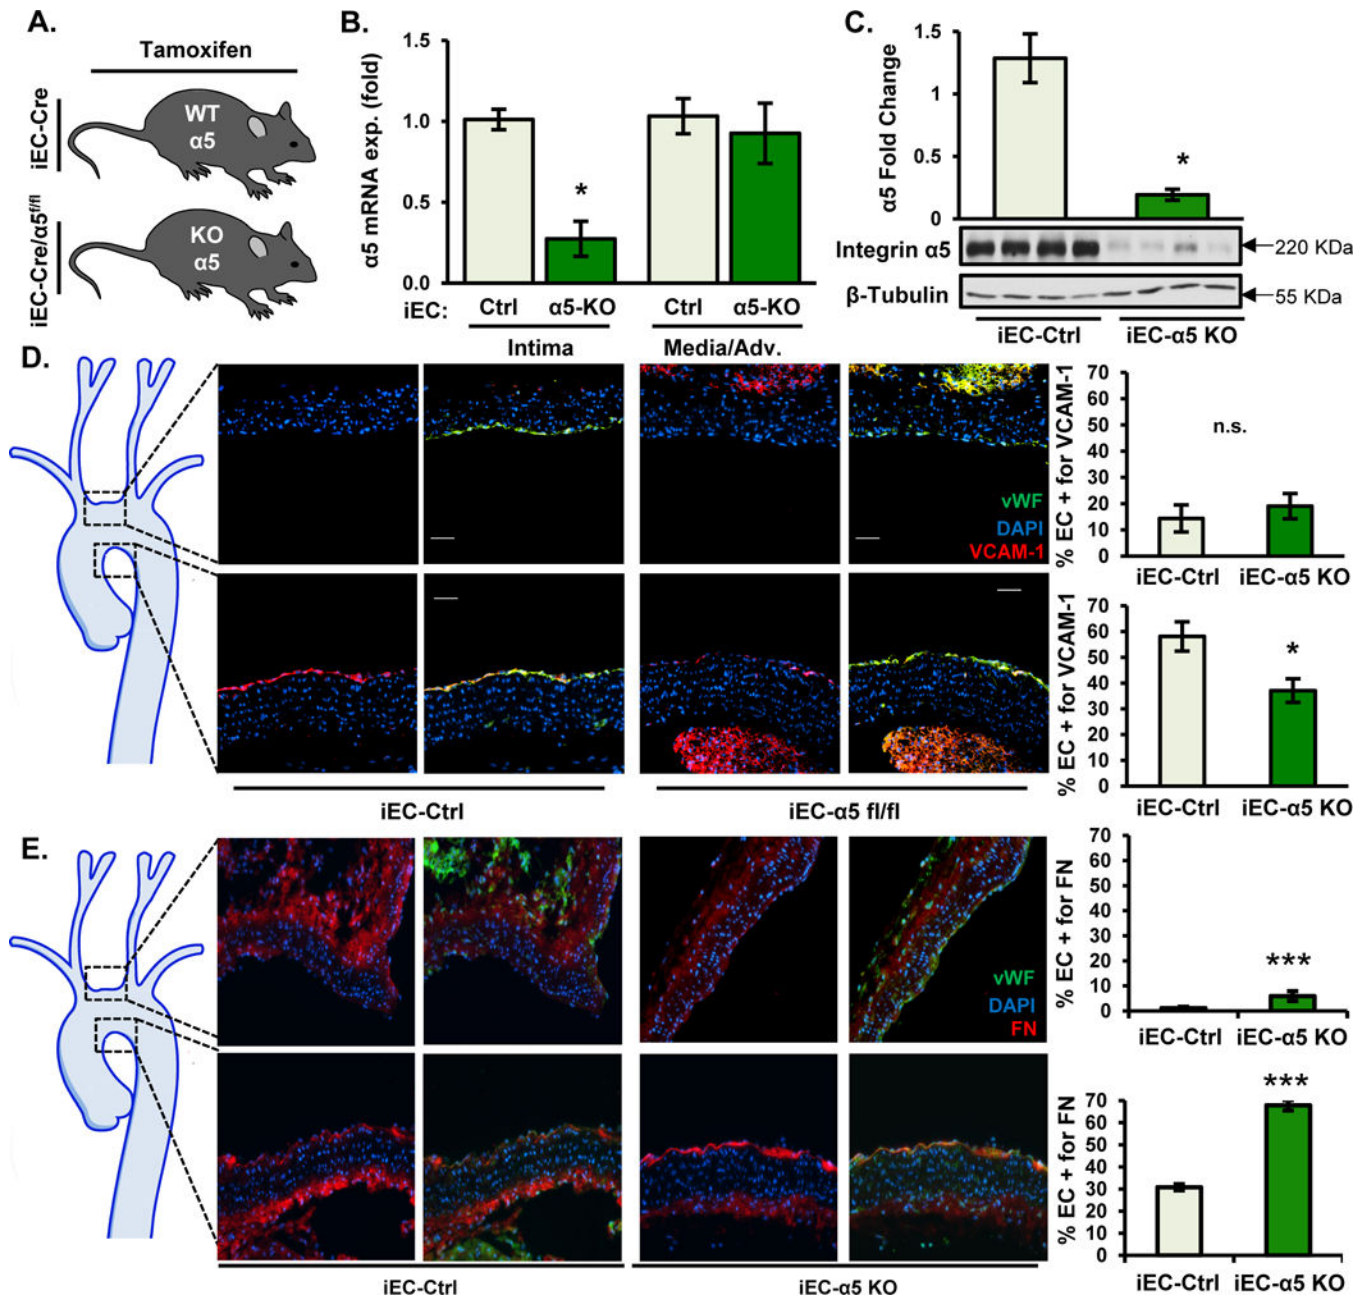 A.
Tamoxifen
iEC-Cre
WT
α5
iEC-Cre/α5f/fl
KO
α5
B.
α5 mRNA exp. (fold)
1.5
1.0
0.5
0.0
*
iEC: Ctrl α5-KO Ctrl α5-KO
Intima Media/Adv.
C.
α5 Fold Change
1.5
1
0.5
0
*
Integrin α5 220 KDa
β-Tubulin 55 KDa
iEC-Ctrl iEC-α5 KO
D.
vWF
DAPI
VCAM-1
iEC-Ctrl iEC-α5 fl/fl
% EC + for VCAM-1
70
60
50
40
30
20
10
0
n.s.
iEC-Ctrl iEC-α5 KO
% EC + for VCAM-1
70
60
50
40
30
20
10
0
*
iEC-Ctrl iEC-α5 KO
E.
vWF
DAPI
FN
iEC-Ctrl iEC-α5 KO
% EC + for FN
70
60
50
40
30
20
10
0
***
iEC-Ctrl iEC-α5 KO
% EC + for FN
70
60
50
40
30
20
10
0
***
iEC-Ctrl iEC-α5 KO